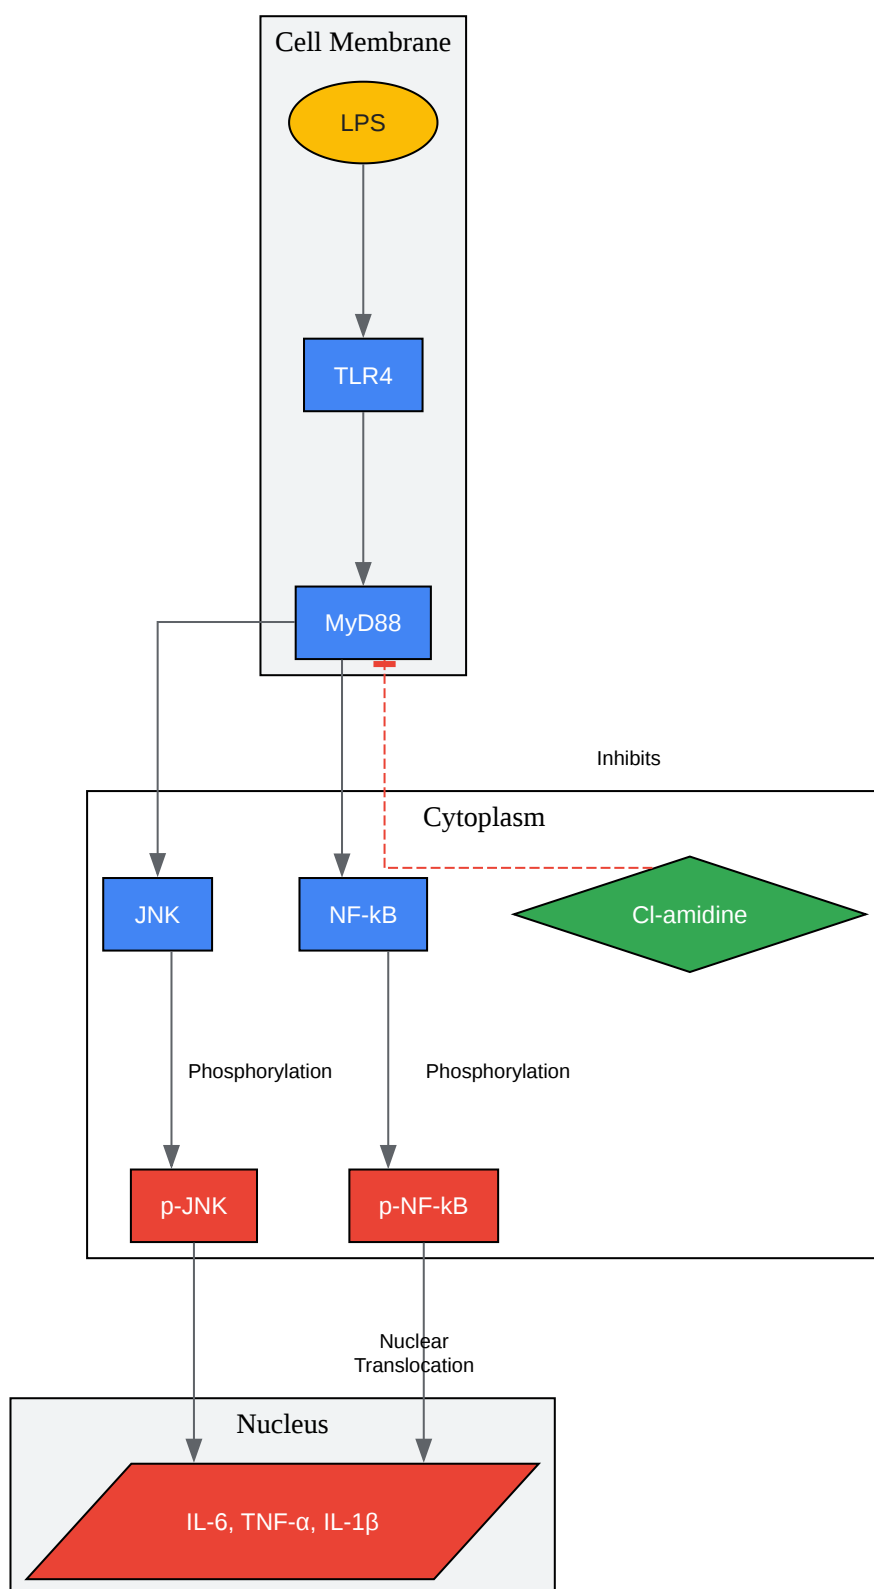 Cell Membrane
LPS
TLR4
MyD88
Inhibits
Cytoplasm
JNK
NF-kB
Cl-amidine
Phosphorylation
Phosphorylation
p-JNK
p-NF-kB
Nuclear
Translocation
Nucleus
IL-6, TNF-α, IL-1β